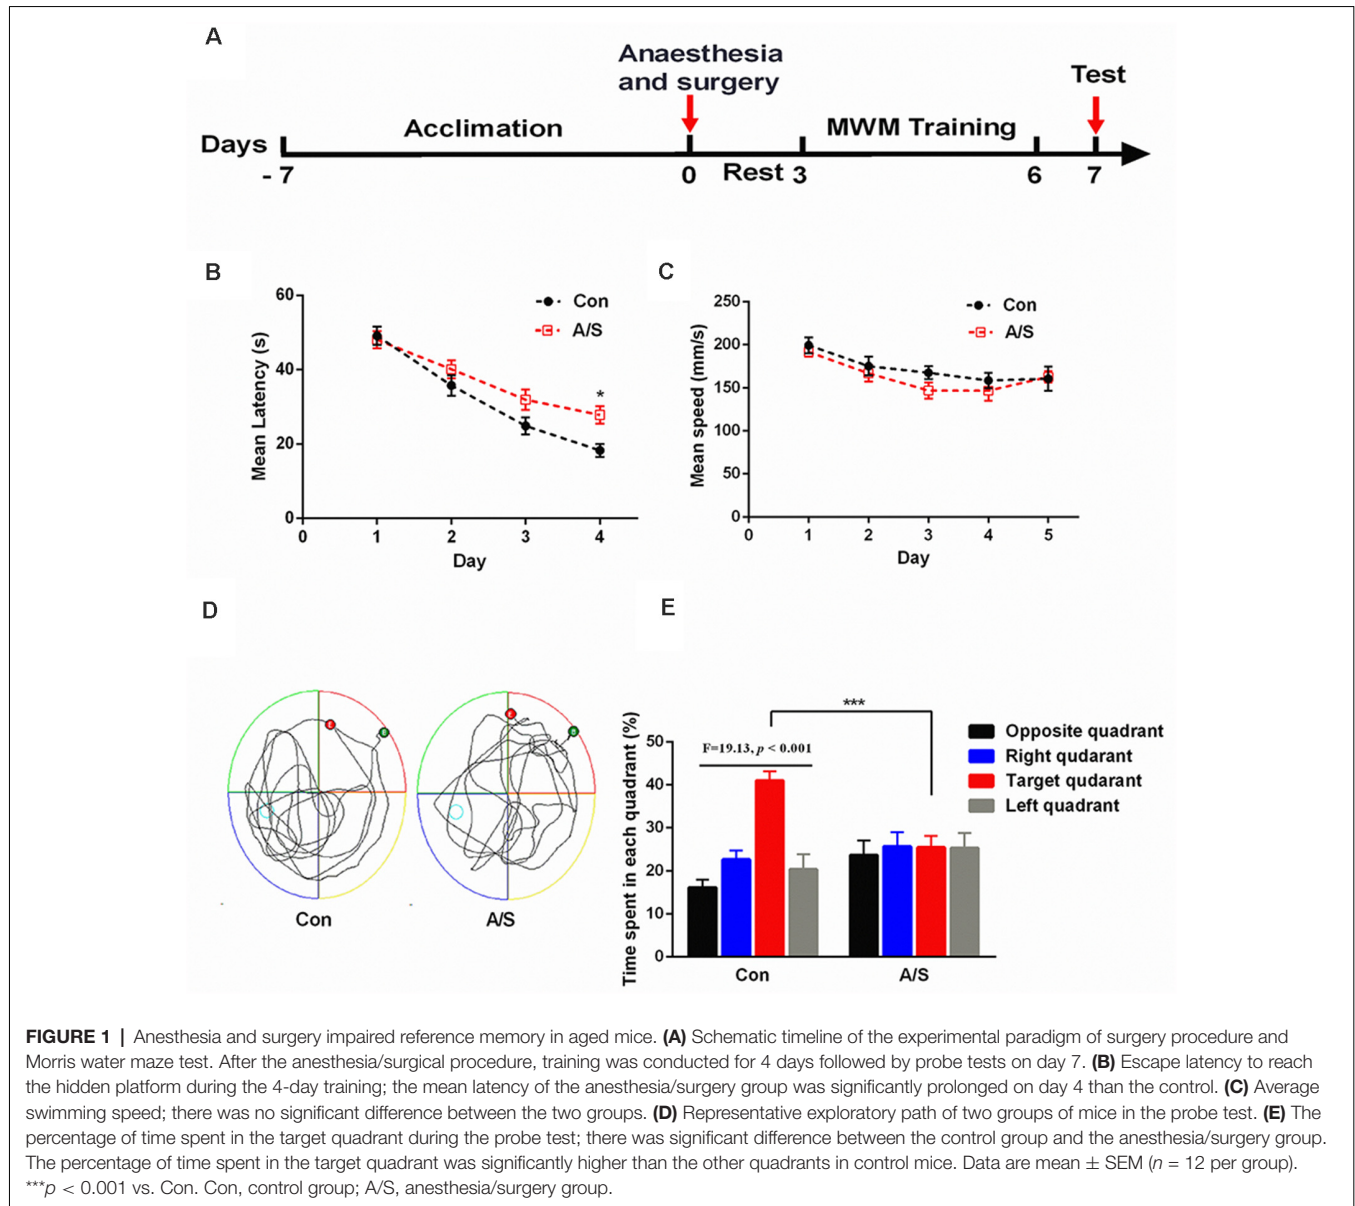 A
Anaesthesia
and surgery
Test
Acclimation
MWM Training
Days
- 7
0
Rest
3
6
7
B
60
40
20
0
Mean Latency (s)
Con
A/S
*
0
1
2
3
4
Day
C
250
200
150
100
50
0
Mean speed (mm/s)
Con
A/S
0
1
2
3
4
5
Day
D
Con
A/S
E
50
40
30
20
10
0
Time spent in each quadrant (%)
F=19.13, p < 0.001
***
Opposite quadrant
Right qudarant
Target qudarant
Left quadrant
Con
A/S
FIGURE 1 | Anesthesia and surgery impaired reference memory in aged mice. (A) Schematic timeline of the experimental paradigm of surgery procedure and
Morris water maze test. After the anesthesia/surgical procedure, training was conducted for 4 days followed by probe tests on day 7. (B) Escape latency to reach
the hidden platform during the 4-day training; the mean latency of the anesthesia/surgery group was significantly prolonged on day 4 than the control. (C) Average
swimming speed; there was no significant difference between the two groups. (D) Representative exploratory path of two groups of mice in the probe test. (E) The
percentage of time spent in the target quadrant during the probe test; there was significant difference between the control group and the anesthesia/surgery group.
The percentage of time spent in the target quadrant was significantly higher than the other quadrants in control mice. Data are mean ± SEM (n = 12 per group).
***p < 0.001 vs. Con. Con, control group; A/S, anesthesia/surgery group.